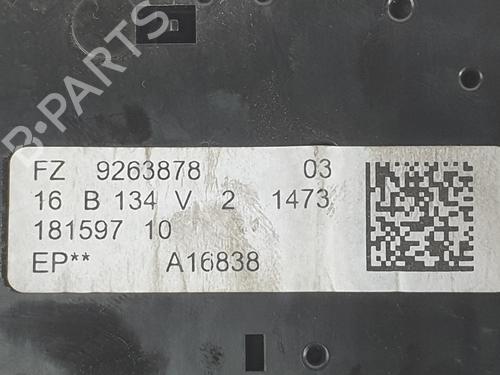 B-PARTS
FZ 9263878 03
16 B 134 V 2 1473
181597 10
EP** A16838